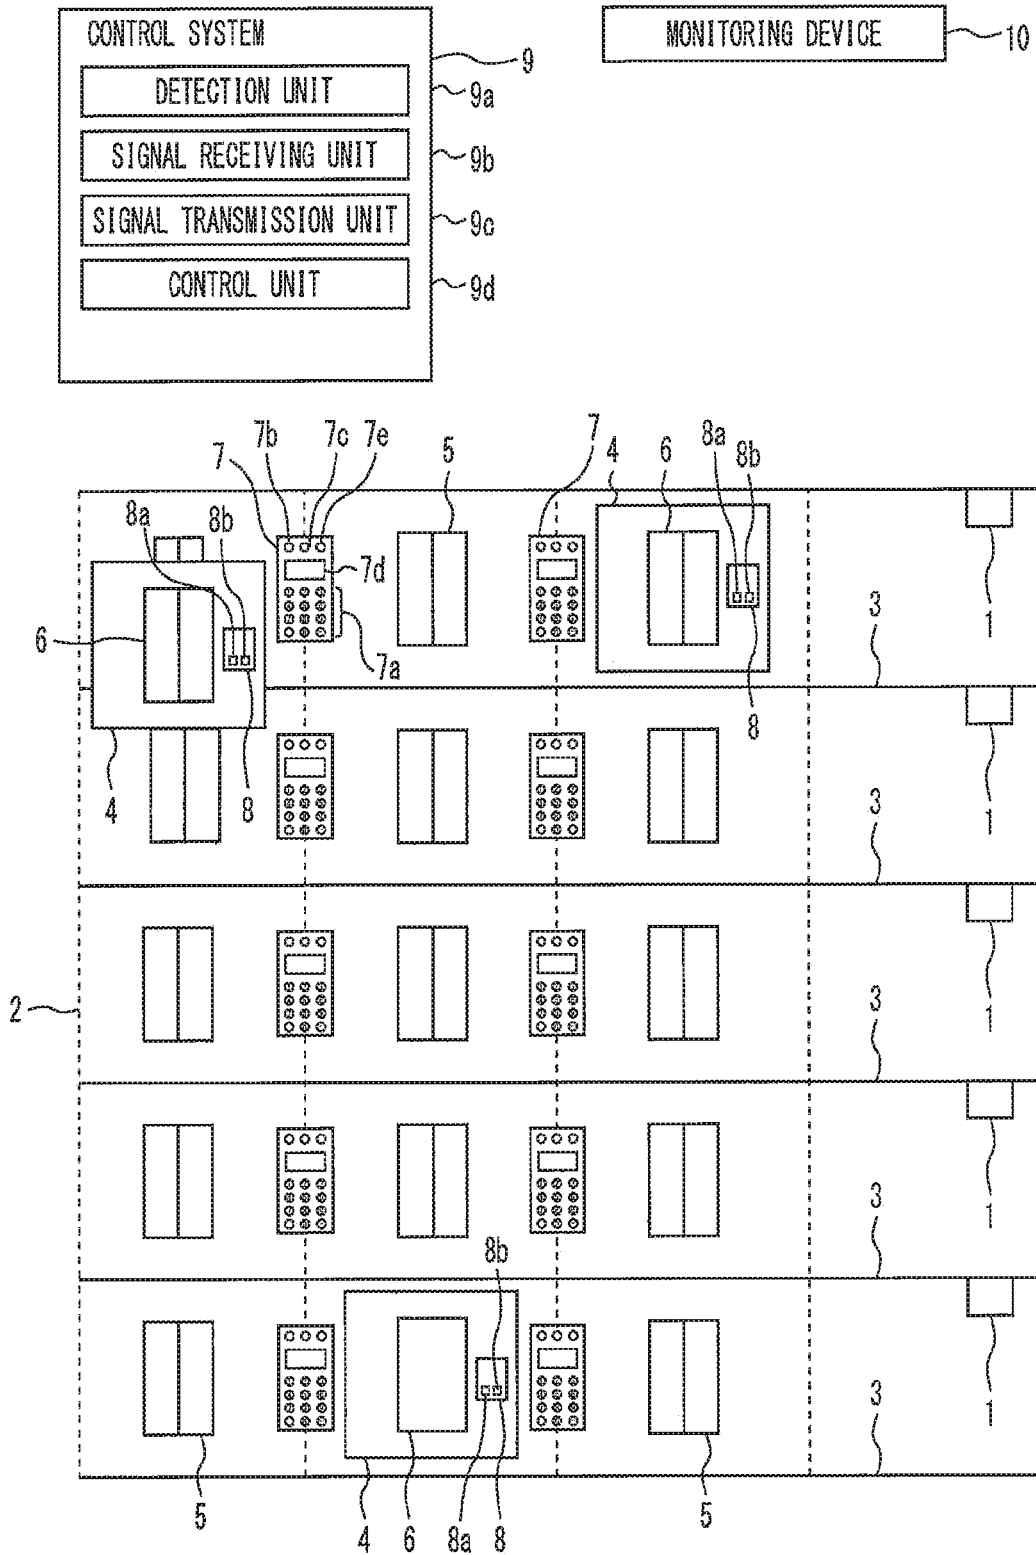 CONTROL SYSTEM
9
DETECTION UNIT
9a
SIGNAL RECEIVING UNIT
9b
SIGNAL TRANSMISSION UNIT
9c
CONTROL UNIT
9d
MONITORING DEVICE
10
7 7b 7c 7e 5 7 4 6 8a 8b
8a 8b
7d
6
7a
3
1
8
4 8
3
1
2
3
1
3
1
8b
3
1
5 4 6 8a 8 5